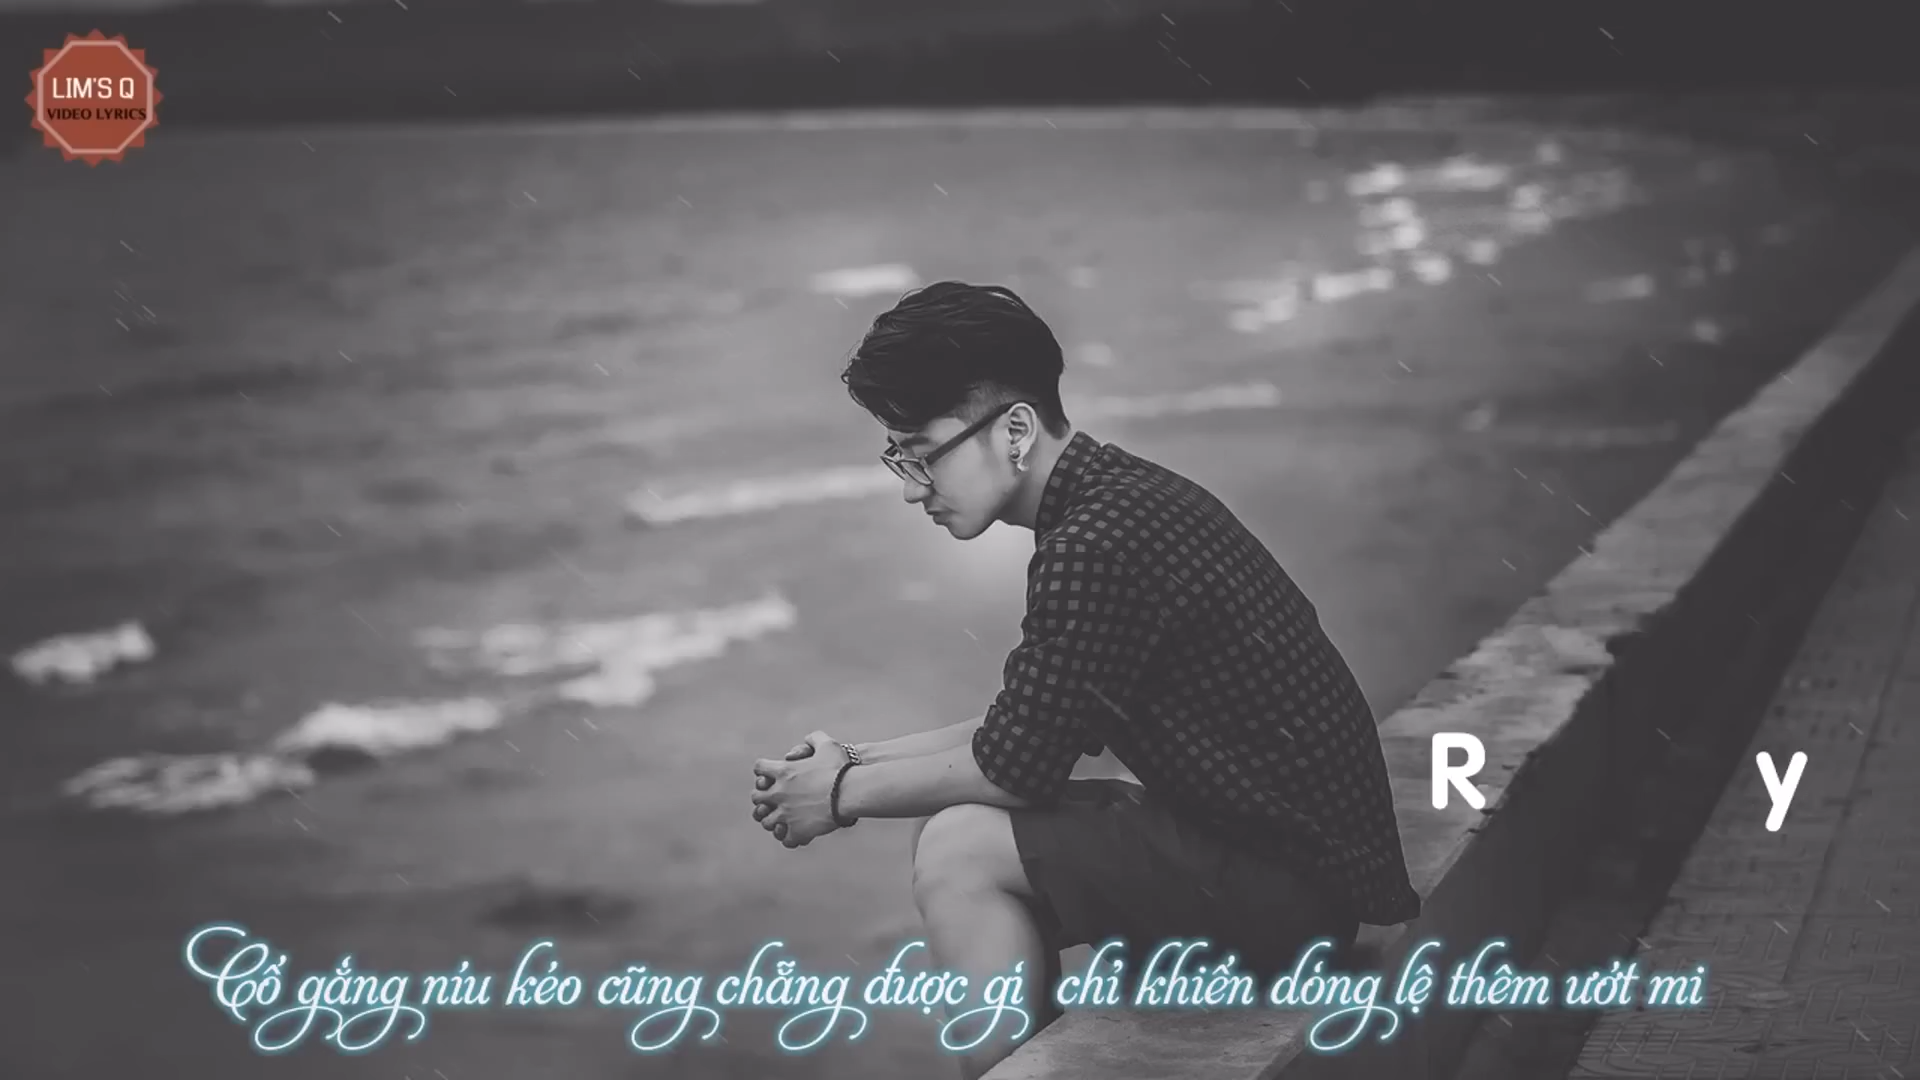 LIM'S Q
VIDEO LYRICS
R y
Cố gắng níu kéo cũng chẳng được gì chỉ khiến dòng lệ thêm ướt mi